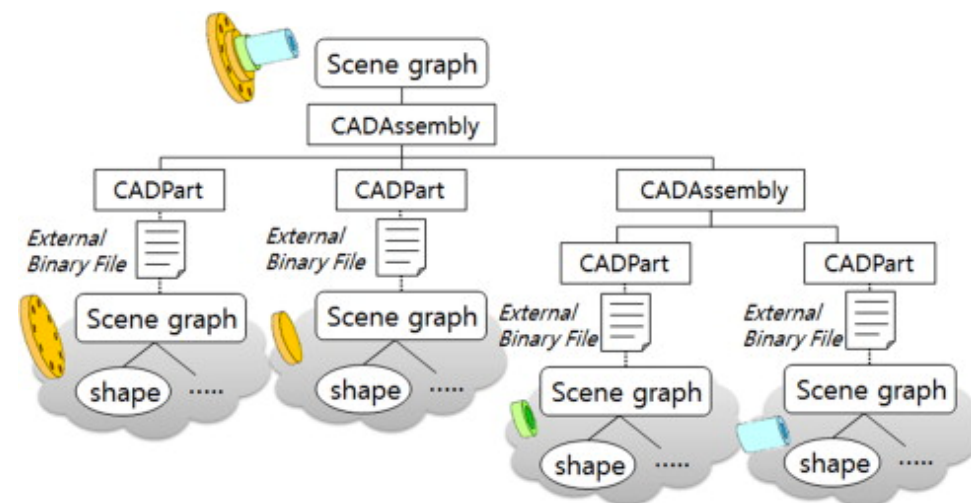 Scene graph
CADAssembly
CADPart
CADPart
CADAssembly
External
Binary File
External
Binary File
CADPart
CADPart
Scene graph
Scene graph
External
Binary File
External
Binary File
shape
.....
shape
.....
Scene graph
Scene graph
shape
.....
shape
.....